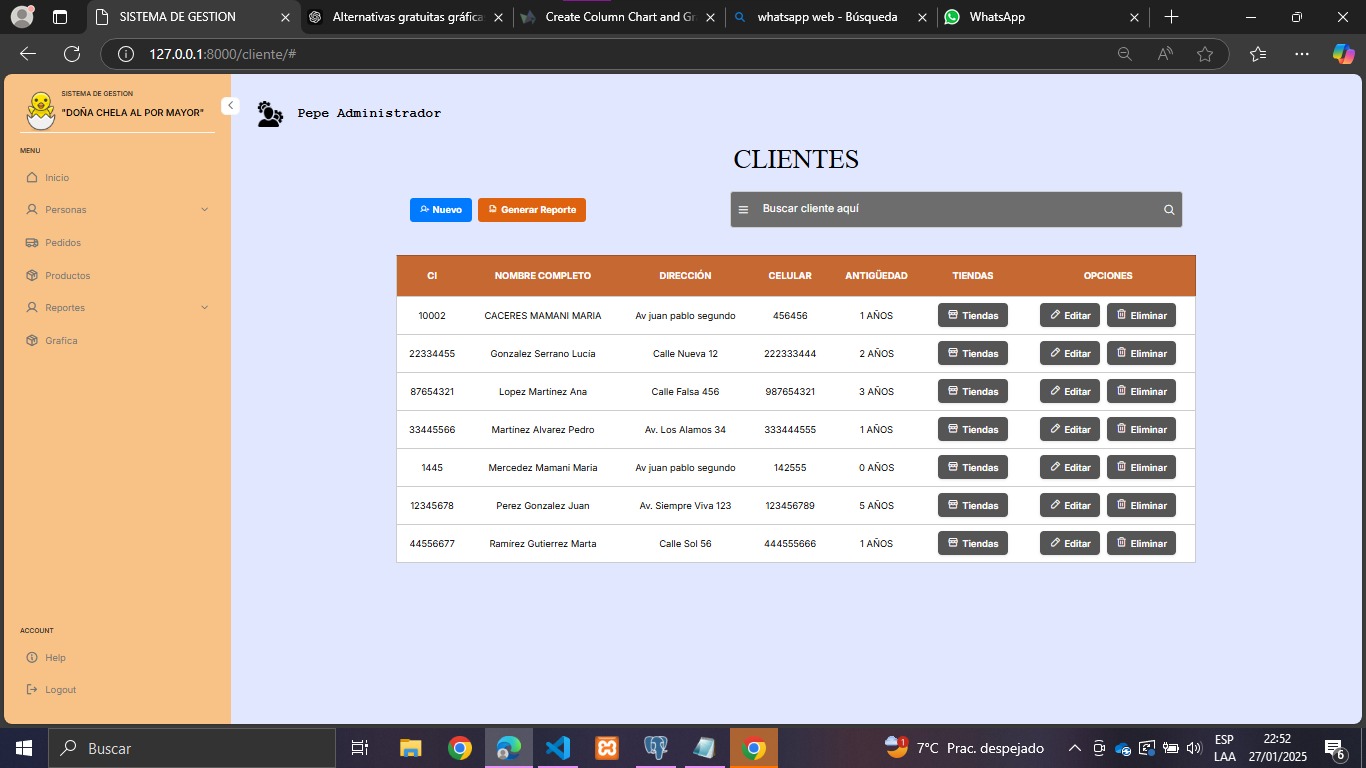 SISTEMA DE GESTION
Alternativas gratuitas gráfica
Create Column Chart and Gr
whatsapp web - Búsqueda
WhatsApp
127.0.0.1:8000/cliente/#
SISTEMA DE GESTION
"DOÑA CHELA AL POR MAYOR"
MENU
Inicio
Personas
Pedidos
Productos
Reportes
Grafica
ACCOUNT
Help
Logout
Pepe Administrador
CLIENTES
Nuevo Generar Reporte Buscar cliente aquí
CI NOMBRE COMPLETO DIRECCIÓN CELULAR ANTIGÜEDAD TIENDAS OPCIONES
10002 CACERES MAMANI MARIA Av juan pablo segundo 456456 1 AÑOS Tiendas Editar Eliminar
22334455 Gonzalez Serrano Lucía Calle Nueva 12 222333444 2 AÑOS Tiendas Editar Eliminar
87654321 Lopez Martínez Ana Calle Falsa 456 987654321 3 AÑOS Tiendas Editar Eliminar
33445566 Martínez Alvarez Pedro Av. Los Alamos 34 333444555 1 AÑOS Tiendas Editar Eliminar
1445 Mercedez Mamani Maria Av juan pablo segundo 142555 0 AÑOS Tiendas Editar Eliminar
12345678 Perez Gonzalez Juan Av. Siempre Viva 123 123456789 5 AÑOS Tiendas Editar Eliminar
44556677 Ramírez Gutierrez Marta Calle Sol 56 444555666 1 AÑOS Tiendas Editar Eliminar
Buscar
1
7°C Prac. despejado
ESP
LAA
22:52
27/01/2025
6